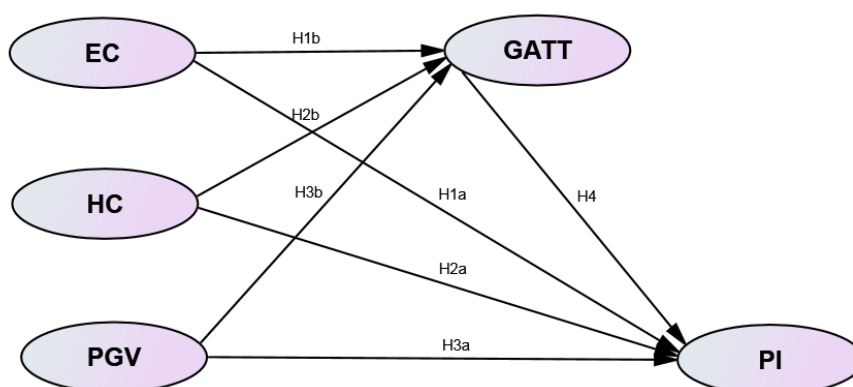 EC
H1b
GATT
H2b
HC
H3b
H1a
H4
H2a
PGV
H3a
PI